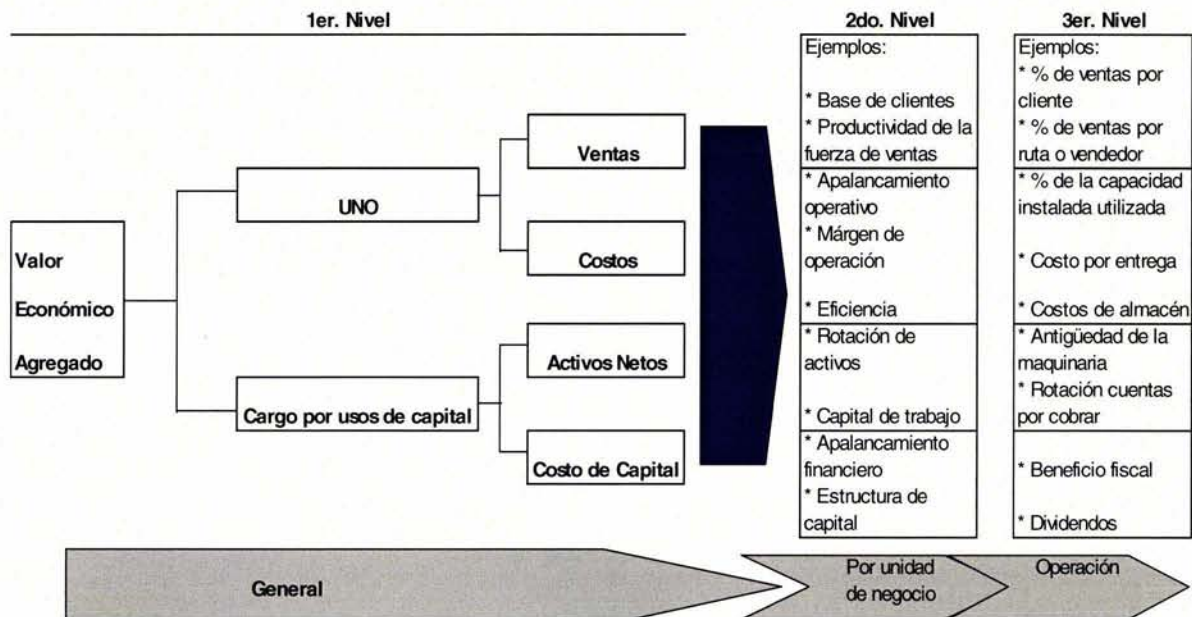 1er. Nivel
Valor
Económico
Agregado
UNO
Cargo por usos de capital
Ventas
Costos
Activos Netos
Costo de Capital
2do. Nivel
Ejemplos:
* Base de clientes
* Productividad de la
fuerza de ventas
* Apalancamiento
operativo
* Márgen de
operación
* Eficiencia
* Rotación de
activos
* Capital de trabajo
* Apalancamiento
financiero
* Estructura de
capital
3er. Nivel
Ejemplos:
* % de ventas por
cliente
* % de ventas por
ruta o vendedor
* % de la capacidad
instalada utilizada
* Costo por entrega
* Costos de almacén
* Antigüedad de la
maquinaria
* Rotación cuentas
por cobrar
* Beneficio fiscal
* Dividendos
General
Por unidad
de negocio
Operación